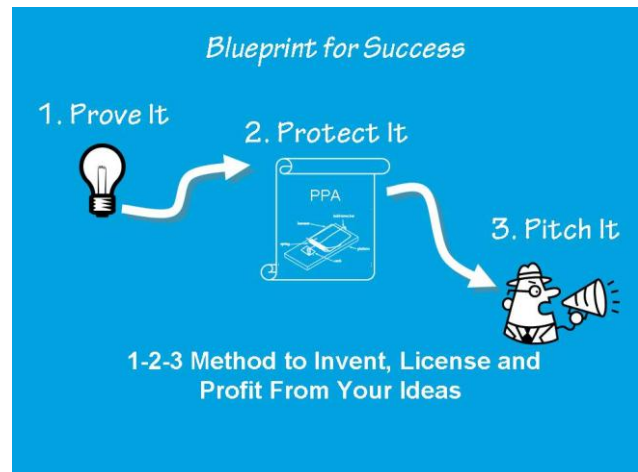 Blueprint for Success
1. Prove It
2. Protect It
PPA
3. Pitch It
1-2-3 Method to Invent, License and
Profit From Your Ideas